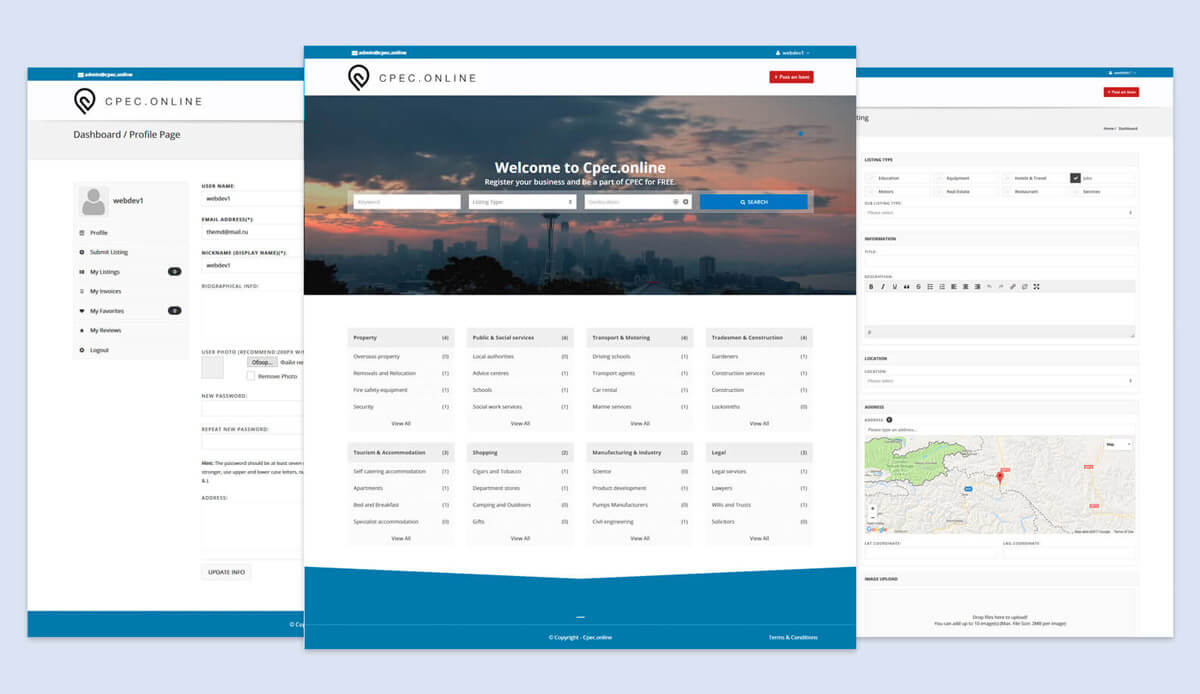 admin@cpec.online
CPEC.ONLINE
Dashboard / Profile Page
webdev1
Profile
Submit Listing
My Listings 0
My Invoices
My Favorites 0
My Reviews
Logout
USER NAME:
webdev1
EMAIL ADDRESS(*):
themd@mail.ru
NICKNAME (DISPLAY NAME)(*):
webdev1
BIOGRAPHICAL INFO:
USER PHOTO (RECOMMEND:200PX WI
Обзор... Файл не
Remove Photo
NEW PASSWORD:
REPEAT NEW PASSWORD:
Hint: The password should be at least seven
stronger, use upper and lower case letters, nu
& ).
ADDRESS:
UPDATE INFO
© Co
admin@cpec.online webdev1
CPEC.ONLINE + Post an Item
Welcome to Cpec.online
Register your business and be a part of CPEC for FREE.
Keyword Listing Type: Geolocation SEARCH
Property (4) Public & Social services (4) Transport & Motoring (4) Tradesmen & Construction (4)
Overseas property (0) Local authorities (0) Driving schools (1) Gardeners (1)
Removals and Relocation (1) Advice centres (1) Transport agents (1) Construction services (1)
Fire safety equipment (1) Schools (1) Car rental (1) Construction (1)
Security (1) Social work services (1) Marine services (1) Locksmiths (0)
View All View All View All View All
Tourism & Accommodation (3) Shopping (2) Manufacturing & Industry (2) Legal (3)
Self catering accommodation (1) Cigars and Tobacco (1) Science (0) Legal services (1)
Apartments (1) Department stores (1) Product development (1) Lawyers (1)
Bed and Breakfast (1) Camping and Outdoors (0) Pumps Manufacturers (0) Wills and Trusts (1)
Specialist accommodation (0) Gifts (0) Civil engineering (1) Solicitors (0)
View All View All View All View All
© Copyright - Cpec.online Terms & Conditions
webdev1
+ Post an Item
ting
Home / Dashboard
LISTING TYPE
Education Equipment Hotels & Travel Jobs
Motors Real Estate Restaurant Services
SUB LISTING TYPE:
Please select
INFORMATION
TITLE:
DESCRIPTION:
B I U
P
LOCATION
LOCATION:
Please select
ADDRESS
ADDRESS:
Please type an address...
Map
Google
Map data ©2017 Google Terms of Use
LAT COORDINATE: LNG COORDINATE:
IMAGE UPLOAD
Drop files here to upload!
You can add up to 10 image(s) (Max. File Size: 2MB per image)